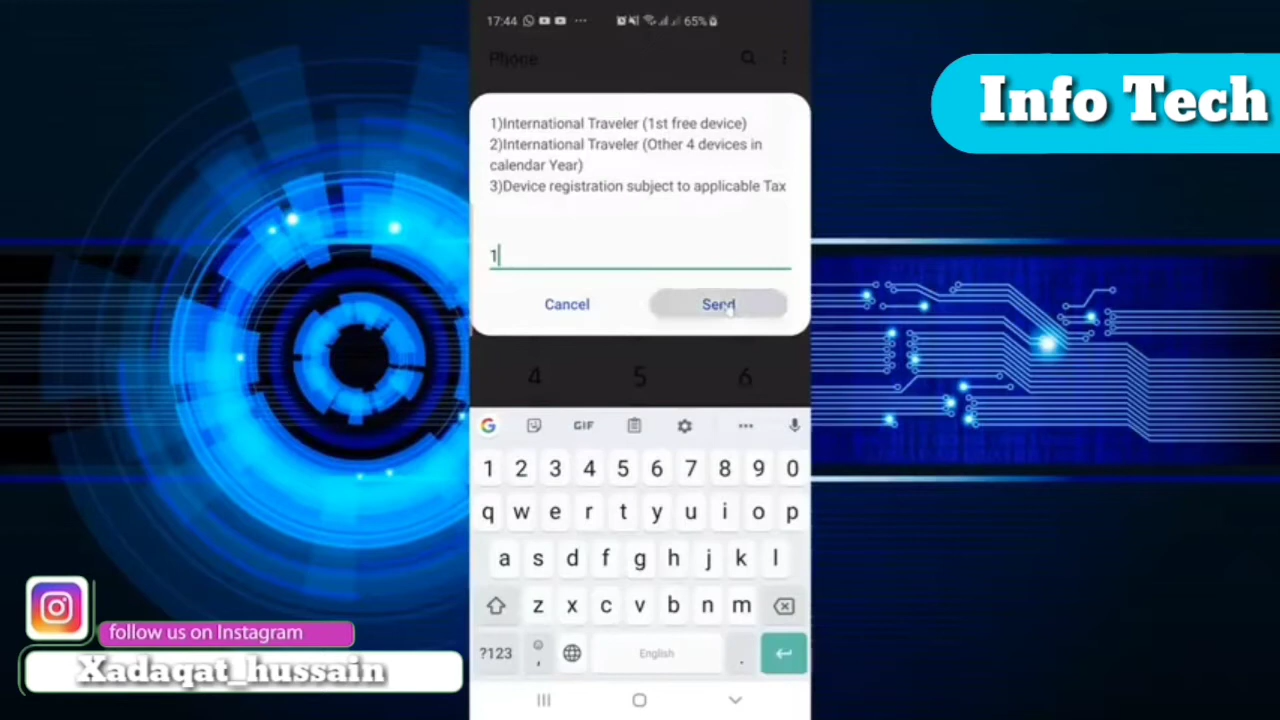 17:44 ... 65%
Phone
Info Tech
1)International Traveler (1st free device)
2)International Traveler (Other 4 devices in
calendar Year)
3)Device registration subject to applicable Tax
1
Cancel Send
4 5 6
G GIF ...
1 2 3 4 5 6 7 8 9 0
q w e r t y u i o p
a s d f g h j k l
z x c v b n m
?123 , English .
follow us on Instagram
Xadaqat_hussain